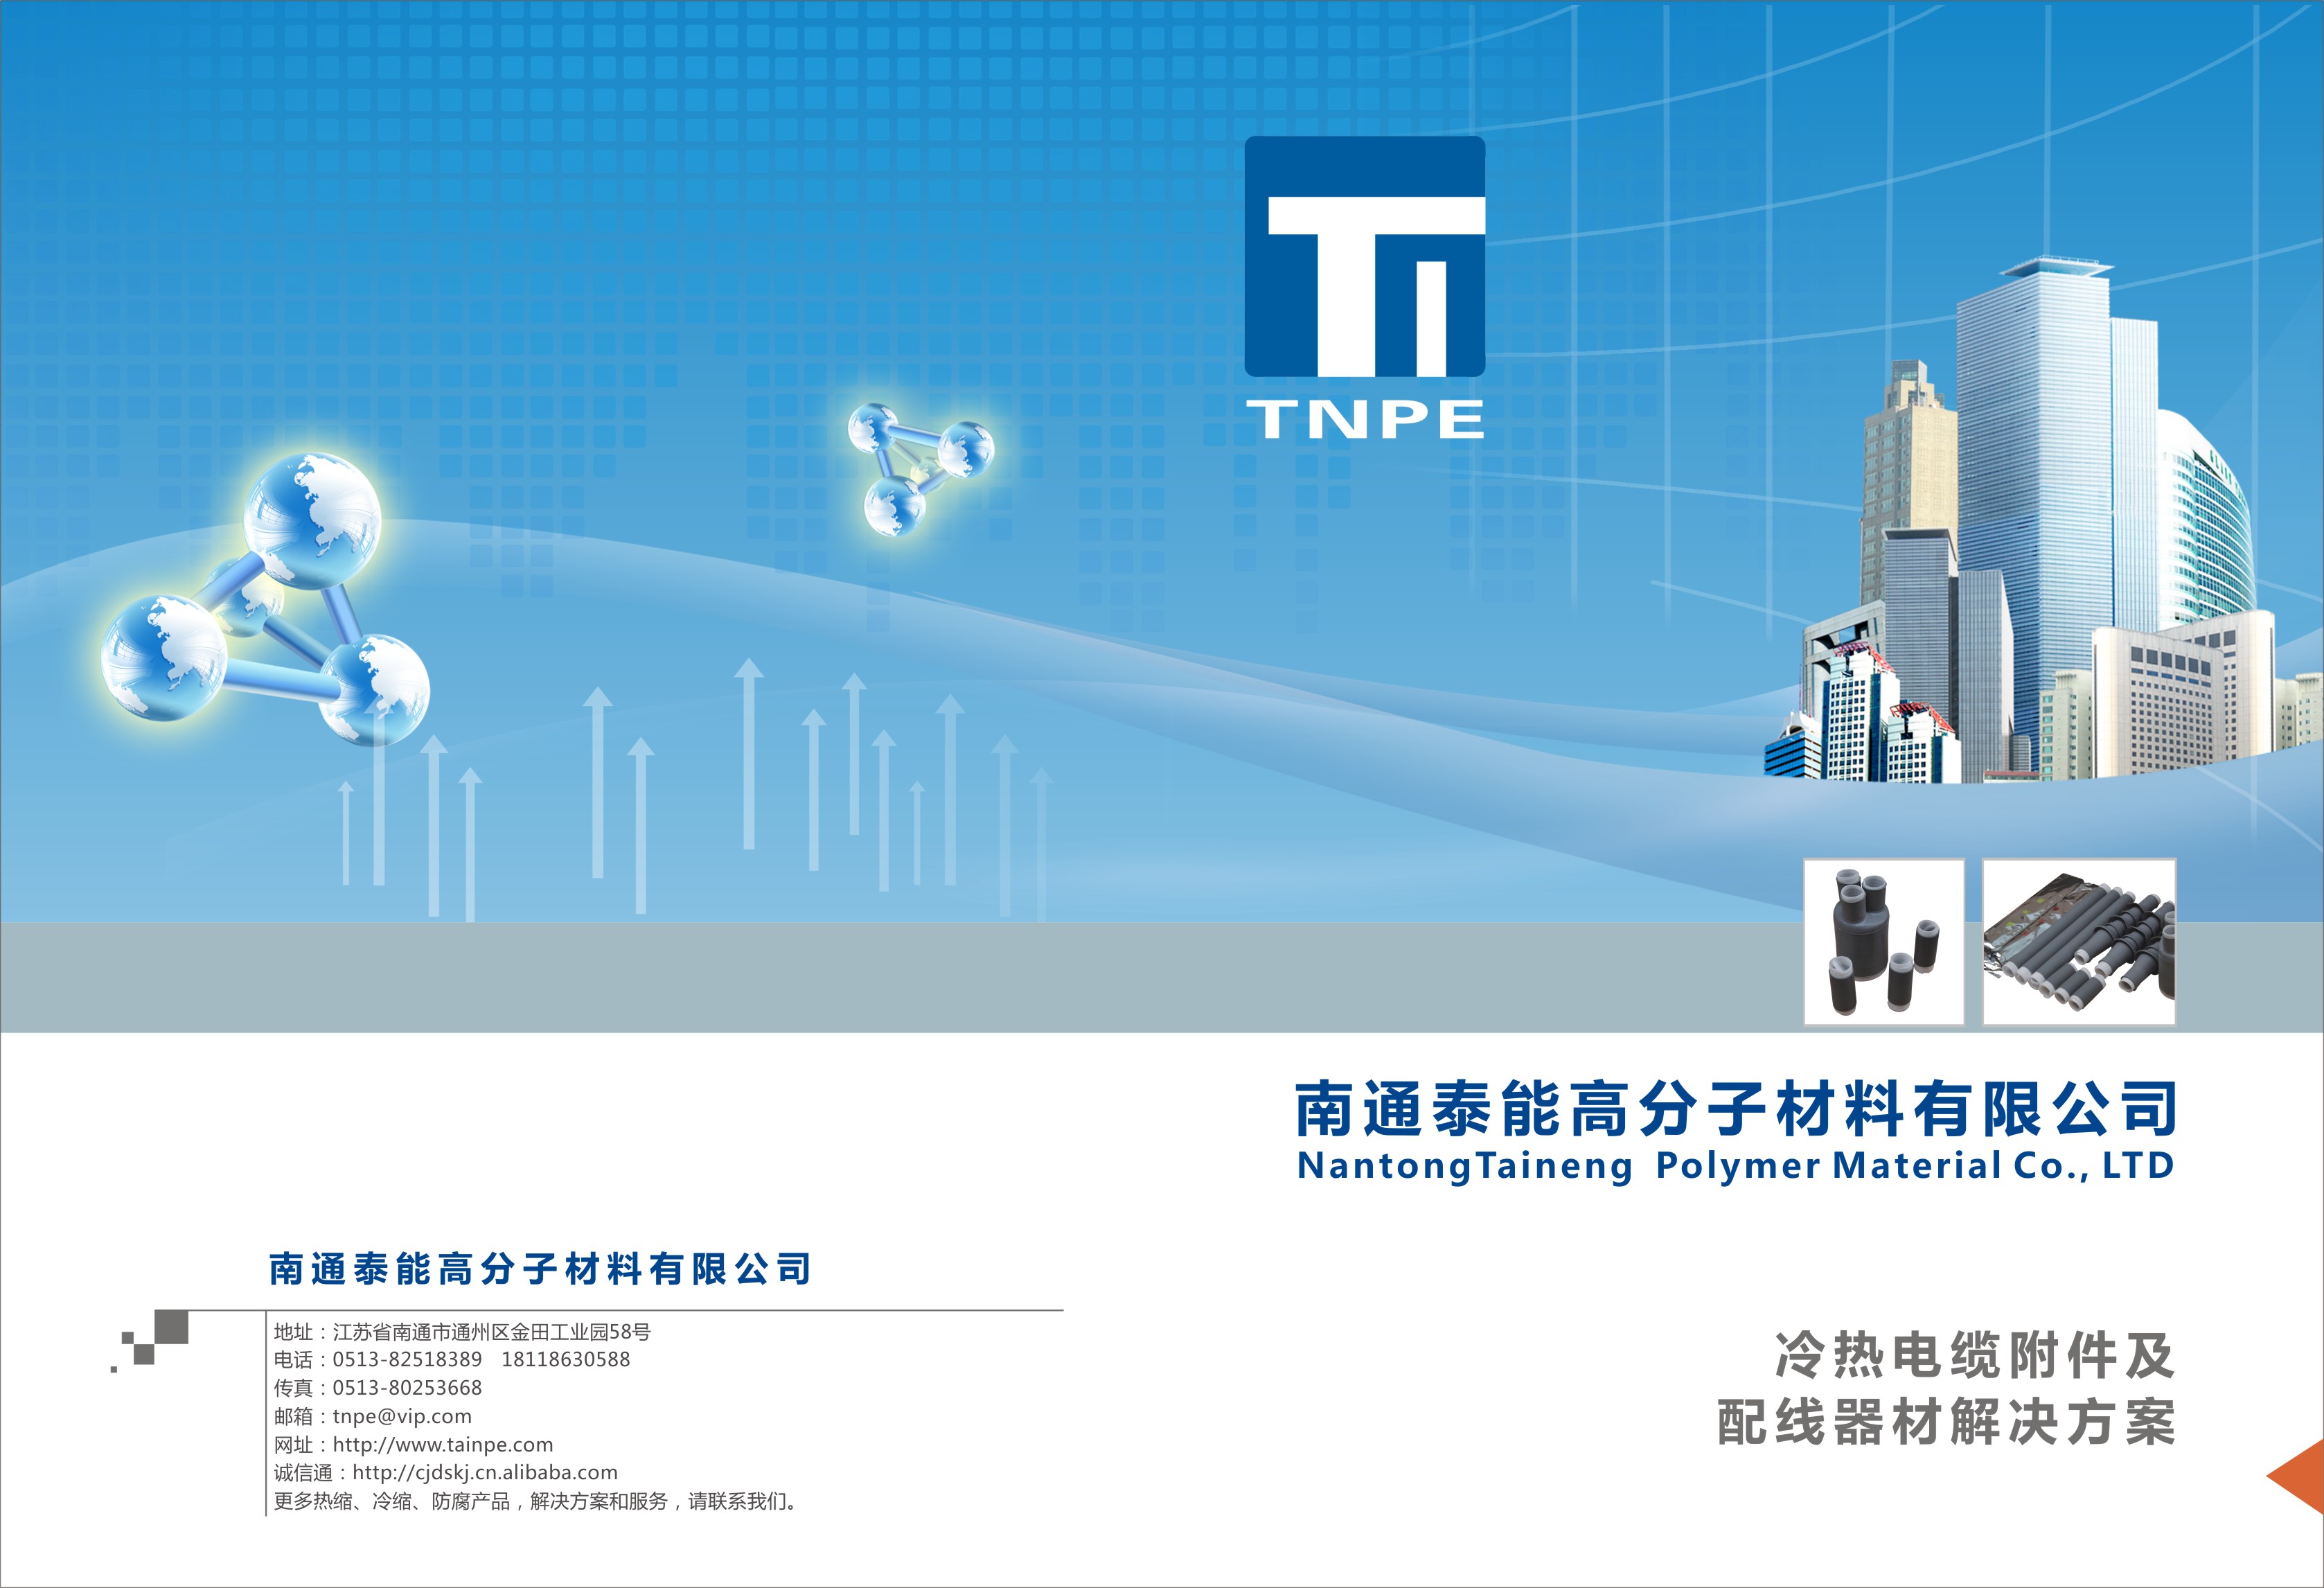 TNPE
南通泰能高分子材料有限公司
NantongTaineng Polymer Material Co., LTD
冷热电缆附件及
配线器材解决方案
南通泰能高分子材料有限公司
地址：江苏省南通市通州区金田工业园58号
电话：0513-82518389 18118630588
传真：0513-80253668
邮箱：tnpe@vip.com
网址：http://www.tainpe.com
诚信通：http://cjdskj.cn.alibaba.com
更多热缩、冷缩、防腐产品，解决方案和服务，请联系我们。